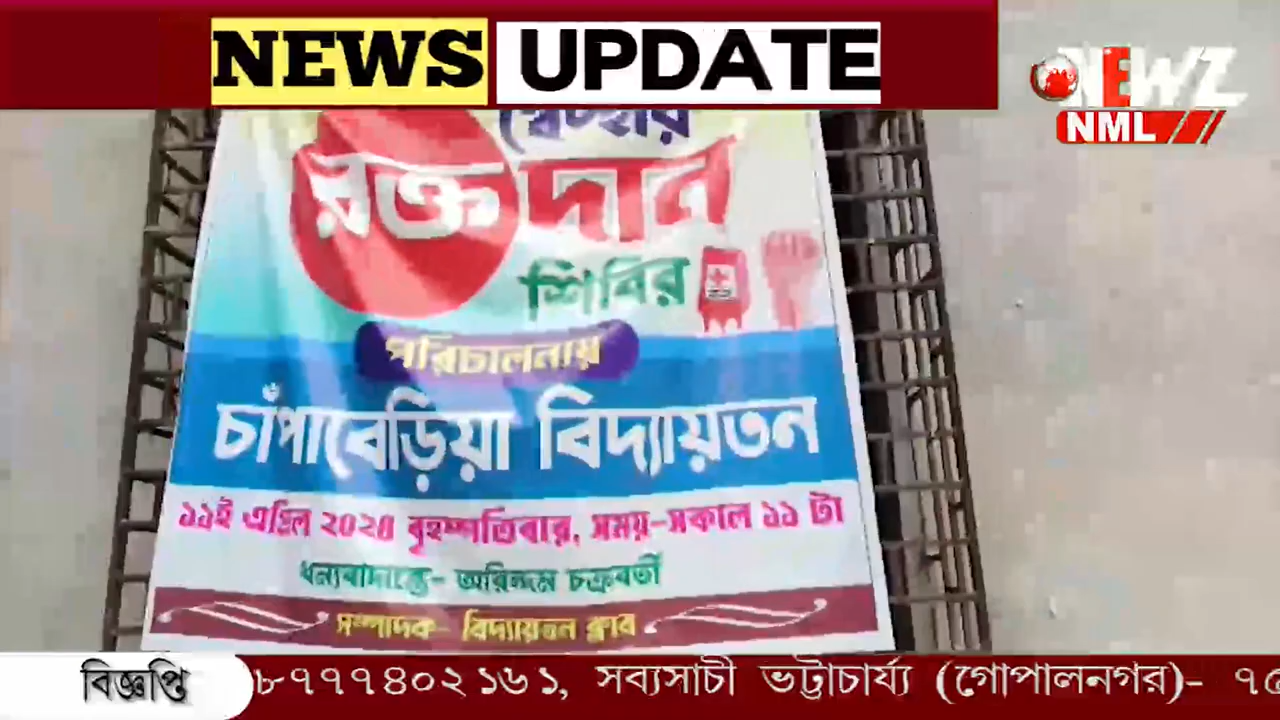 NEWS UPDATE
NEWZ
NML
স্বেচ্ছায়
রক্তদান
শিবির
পরিচালনায়
চাঁপাবেড়িয়া বিদ্যায়তন
১১ই এপ্রিল ২০২৪ বৃহস্পতিবার, সময়-সকাল ১১ টা
ধন্যবাদান্তে- অরিন্দম চক্রবর্তী
সম্পাদক- বিদ্যায়তন ক্লাব
বিজ্ঞপ্তি ৮৭৭৭৪০২১৬১, সব্যসাচী ভট্টাচার্য্য (গোপালনগর)- ৭৫